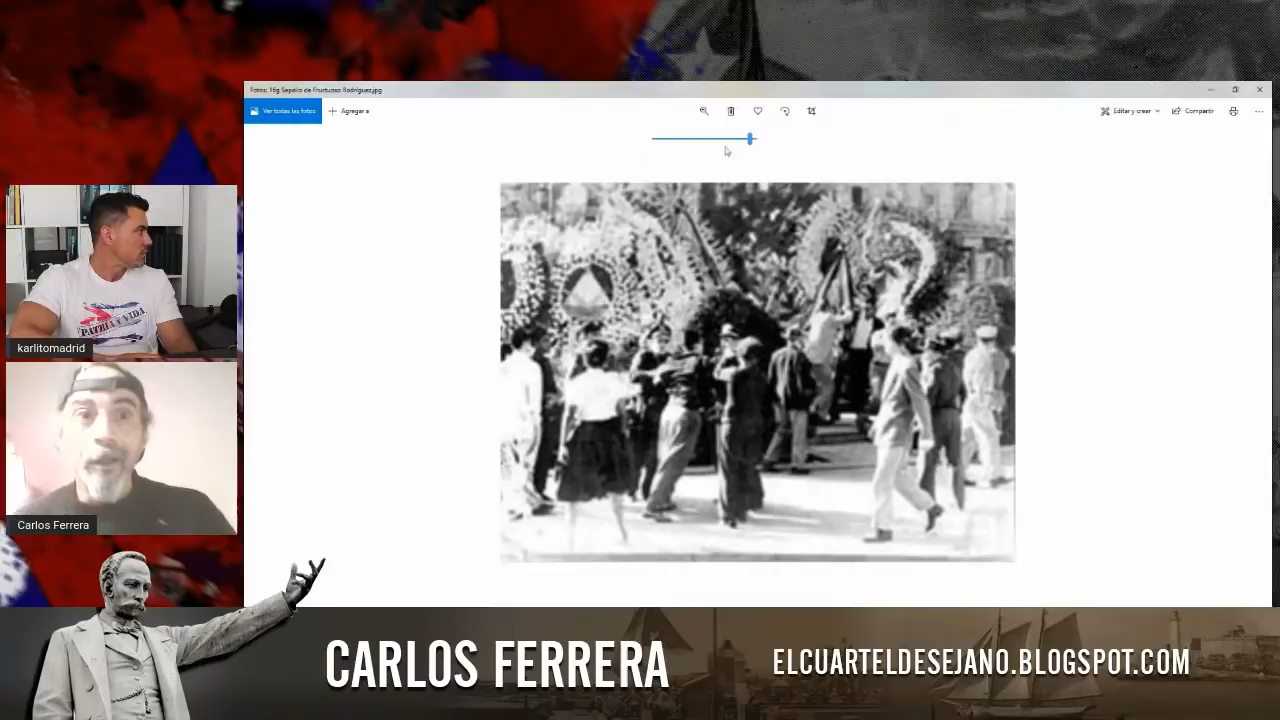 Fotos: 16g Sepelio de Fructuoso Rodríguez.jpg
Ver todas las fotos
Agregar a
Editar y crear
Compartir
PATRIA Y VIDA
karlitomadrid
Carlos Ferrera
CARLOS FERRERA
ELCUARTELDESEJANO.BLOGSPOT.COM